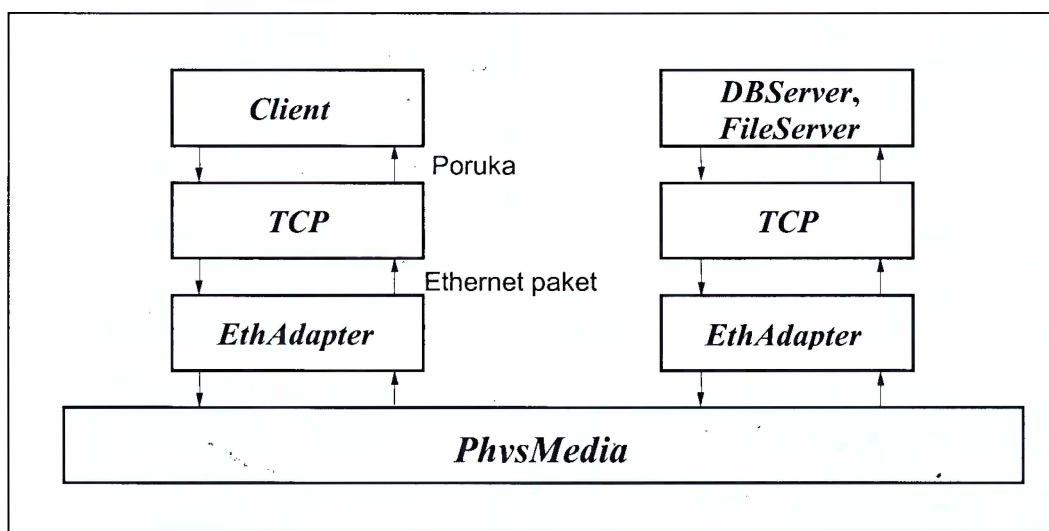 Client
DBServer,
FileServer
Poruka
TCP
TCP
Ethernet paket
EthAdapter
EthAdapter
PhysMedia